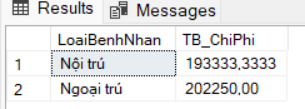 Results Messages
LoaiBenhNhan TB_ChiPhi
1 Nội trú 193333,3333
2 Ngoại trú 202250,00